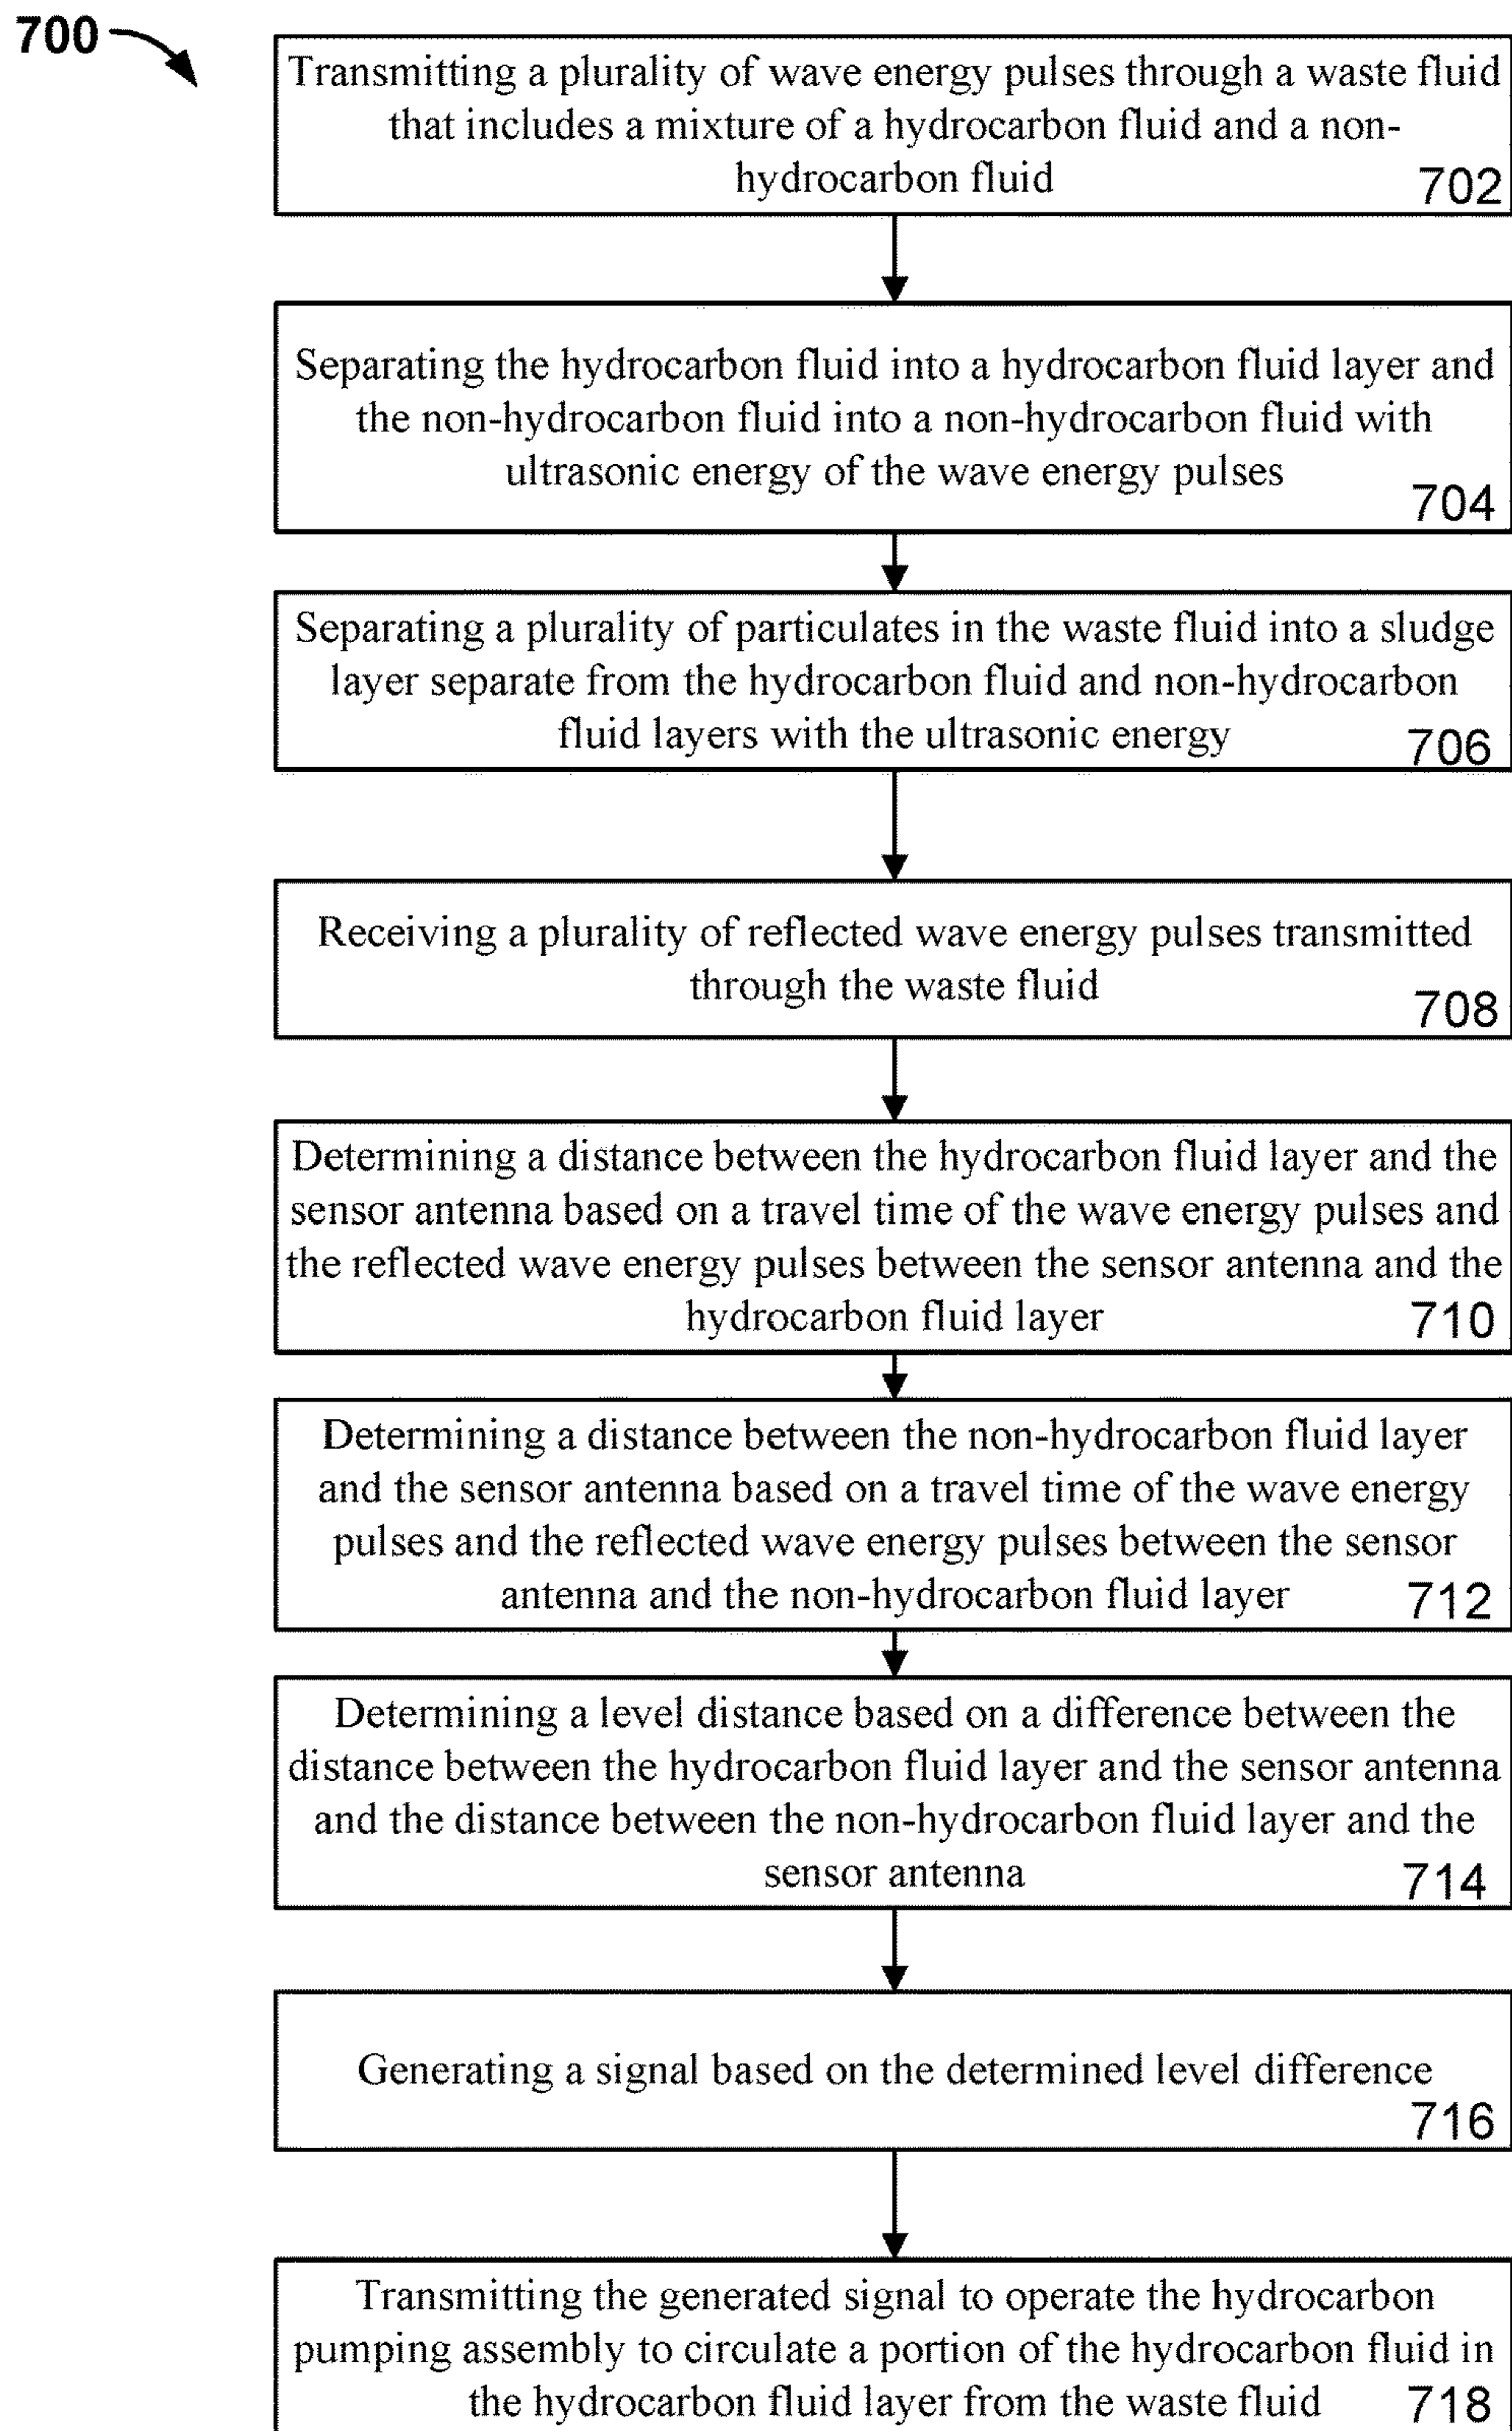 700
Transmitting a plurality of wave energy pulses through a waste fluid
that includes a mixture of a hydrocarbon fluid and a non-
hydrocarbon fluid
702
Separating the hydrocarbon fluid into a hydrocarbon fluid layer and
the non-hydrocarbon fluid into a non-hydrocarbon fluid with
ultrasonic energy of the wave energy pulses
704
Separating a plurality of particulates in the waste fluid into a sludge
layer separate from the hydrocarbon fluid and non-hydrocarbon
fluid layers with the ultrasonic energy
706
Receiving a plurality of reflected wave energy pulses transmitted
through the waste fluid
708
Determining a distance between the hydrocarbon fluid layer and the
sensor antenna based on a travel time of the wave energy pulses and
the reflected wave energy pulses between the sensor antenna and the
hydrocarbon fluid layer
710
Determining a distance between the non-hydrocarbon fluid layer
and the sensor antenna based on a travel time of the wave energy
pulses and the reflected wave energy pulses between the sensor
antenna and the non-hydrocarbon fluid layer
712
Determining a level distance based on a difference between the
distance between the hydrocarbon fluid layer and the sensor antenna
and the distance between the non-hydrocarbon fluid layer and the
sensor antenna
714
Generating a signal based on the determined level difference
716
Transmitting the generated signal to operate the hydrocarbon
pumping assembly to circulate a portion of the hydrocarbon fluid in
the hydrocarbon fluid layer from the waste fluid
718